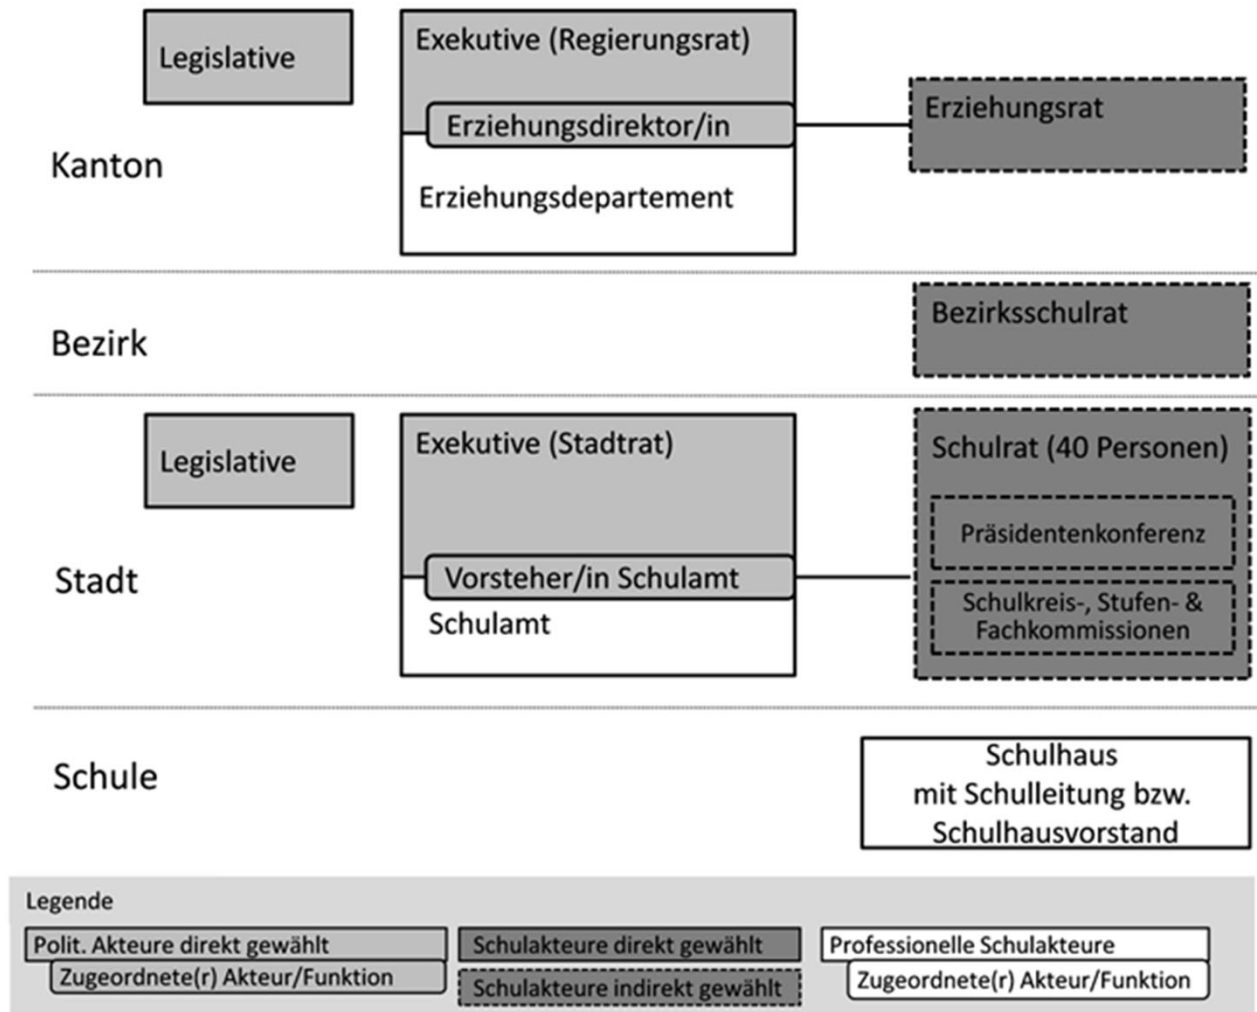 Legislative
Exekutive (Regierungsrat)
Erziehungsdirektor/in
Erziehungsrat
Kanton
Erziehungsdepartement
Bezirk
Bezirksschulrat
Legislative
Exekutive (Stadtrat)
Schulrat (40 Personen)
Präsidentenkonferenz
Stadt
Vorsteher/in Schulamt
Schulamt
Schulkreis-, Stufen- &
Fachkommissionen
Schule
Schulhaus
mit Schulleitung bzw.
Schulhausvorstand
Legende
Polit. Akteure direkt gewählt
Zugeordnete(r) Akteur/Funktion
Schulakteure direkt gewählt
Schulakteure indirekt gewählt
Professionelle Schulakteure
Zugeordnete(r) Akteur/Funktion